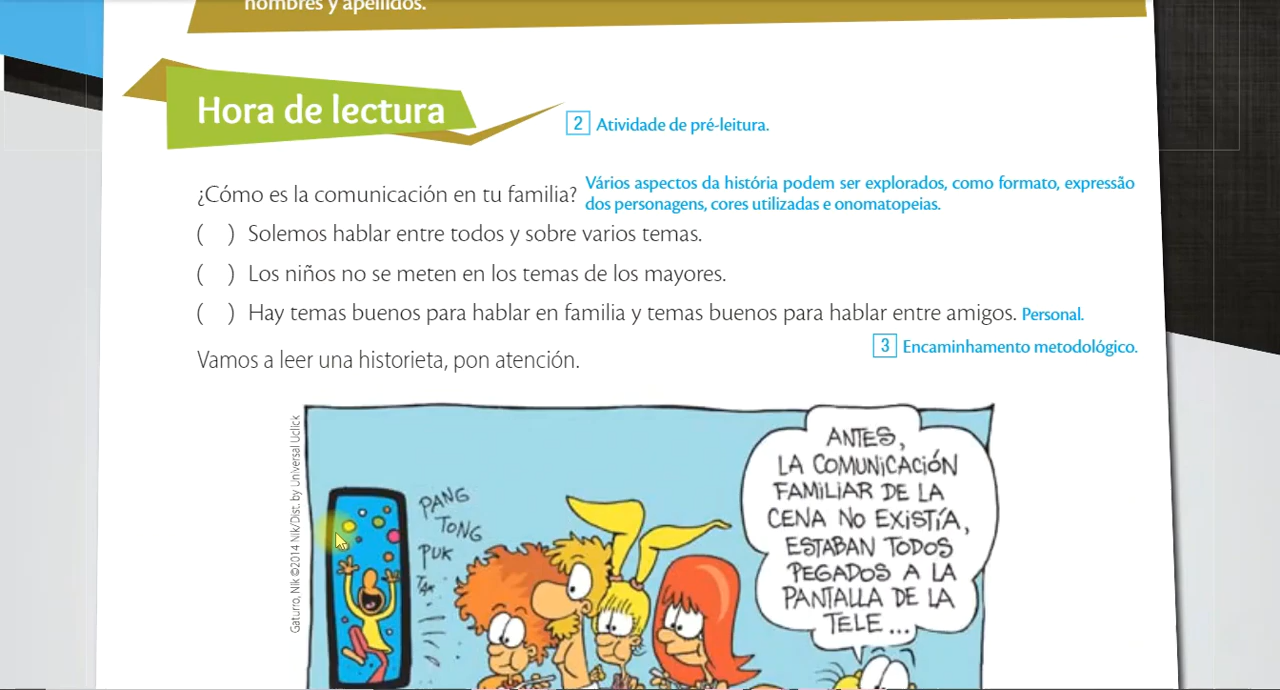 nombres y apellidos.
Hora de lectura
2 Atividade de pré-leitura.
¿Cómo es la comunicación en tu familia?
Vários aspectos da história podem ser explorados, como formato, expressão
dos personagens, cores utilizadas e onomatopeias.
( ) Solemos hablar entre todos y sobre varios temas.
( ) Los niños no se meten en los temas de los mayores.
( ) Hay temas buenos para hablar en familia y temas buenos para hablar entre amigos. Personal.
3 Encaminhamento metodológico.
Vamos a leer una historieta, pon atención.
Gaturro, Nik ©2014 Nik/Dist. by Universal Uclick
PANG
TONG
PUK
TAK
ANTES,
LA COMUNICACIÓN
FAMILIAR DE LA
CENA NO EXISTÍA,
ESTABAN TODOS
PEGADOS A LA
PANTALLA DE LA
TELE...